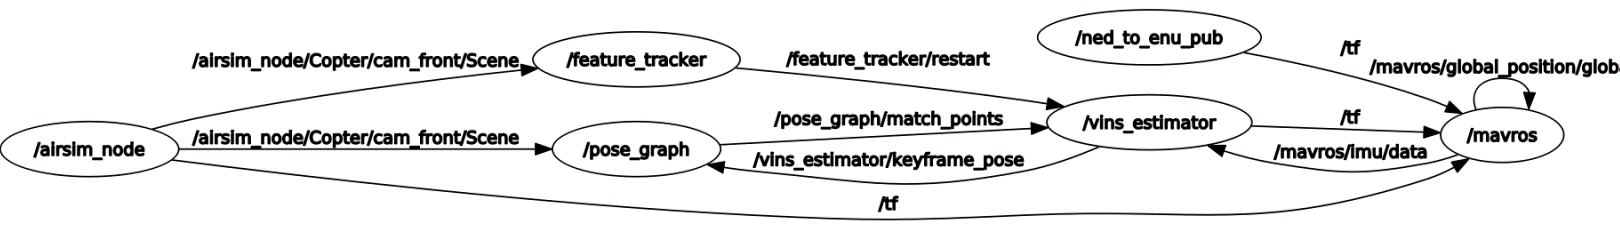 /ned_to_enu_pub
/tf
/airsim_node/Copter/cam_front/Scene
/feature_tracker
/feature_tracker/restart
/mavros/global_position/globa
/pose_graph/match_points
/vins_estimator
/tf
/mavros
/airsim_node
/airsim_node/Copter/cam_front/Scene
/pose_graph
/vins_estimator/keyframe_pose
/mavros/imu/data
/tf